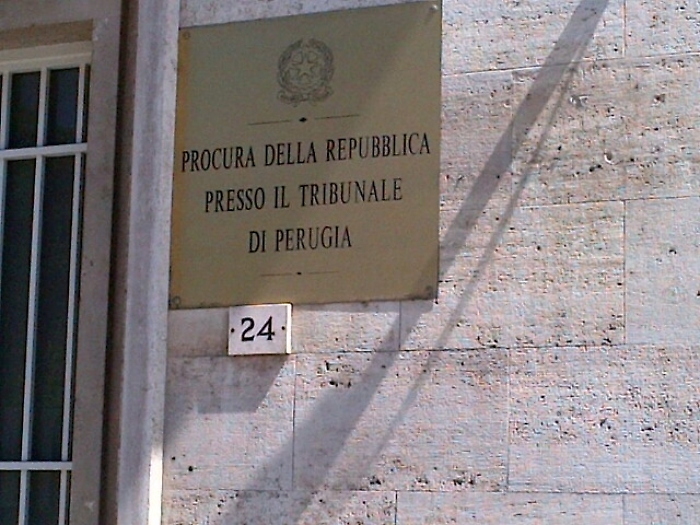 PROCURA DELLA REPUBBLICA
PRESSO IL TRIBUNALE
DI PERUGIA
· 24 ·